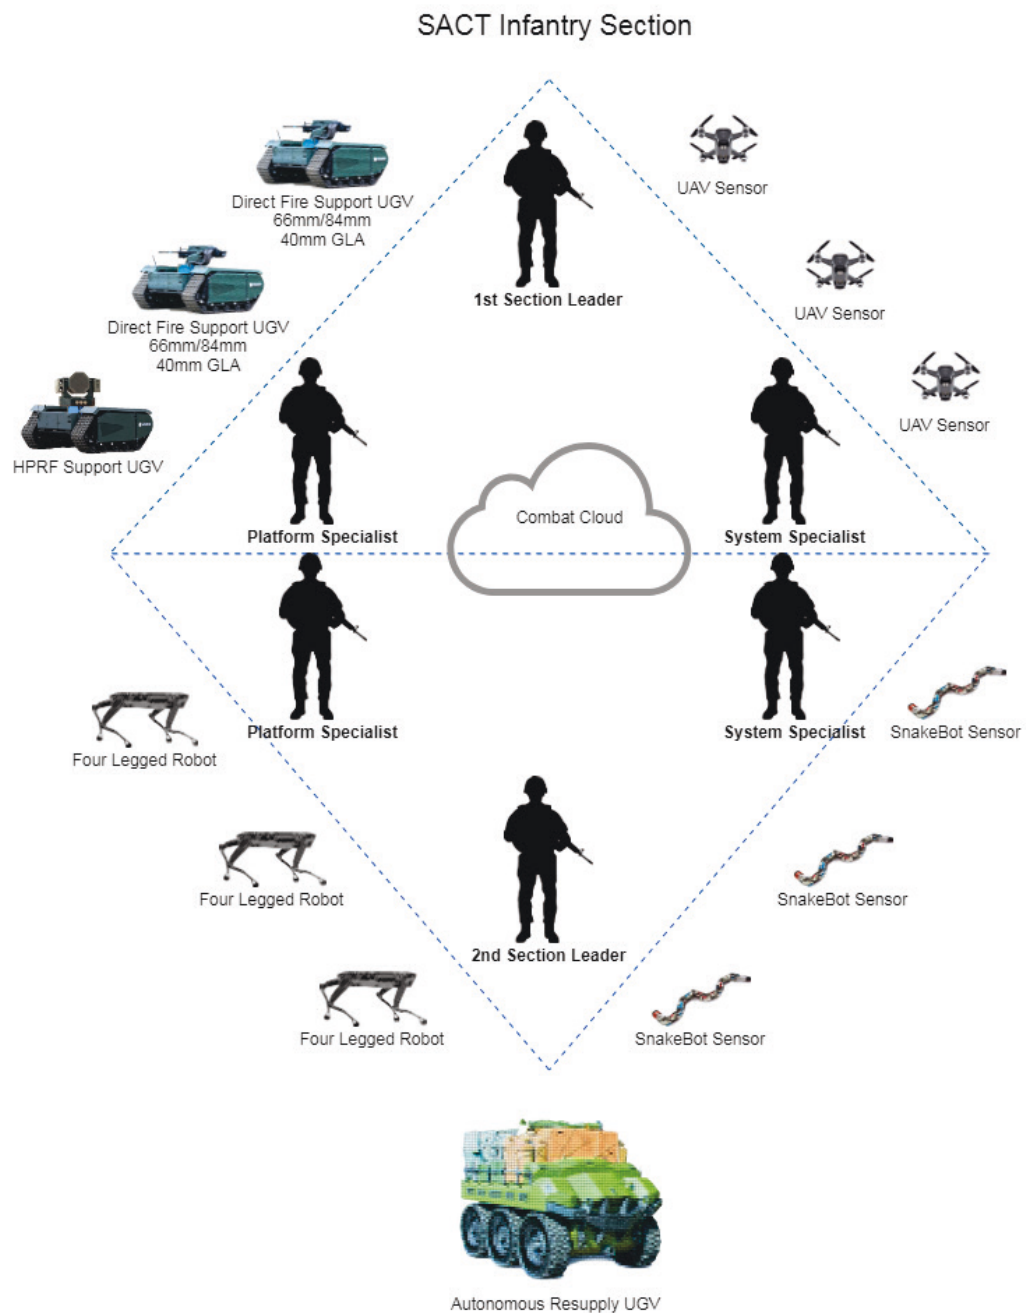 SACT Infantry Section
Direct Fire Support UGV
66mm/84mm
40mm GLA
UAV Sensor
1st Section Leader
Direct Fire Support UGV
66mm/84mm
40mm GLA
UAV Sensor
HPRF Support UGV
UAV Sensor
Combat Cloud
Platform Specialist
System Specialist
Platform Specialist
System Specialist
Four Legged Robot
SnakeBot Sensor
Four Legged Robot
SnakeBot Sensor
2nd Section Leader
Four Legged Robot
SnakeBot Sensor
Autonomous Resupply UGV